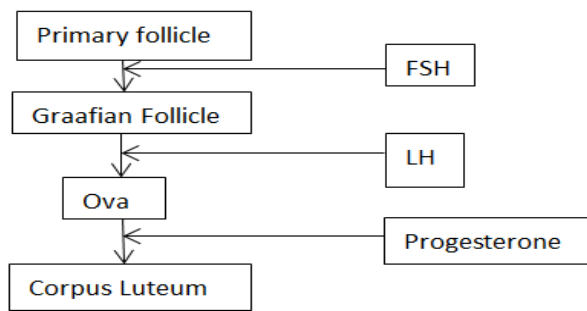 Primary follicle
FSH
Graafian Follicle
LH
Ova
Progesterone
Corpus Luteum